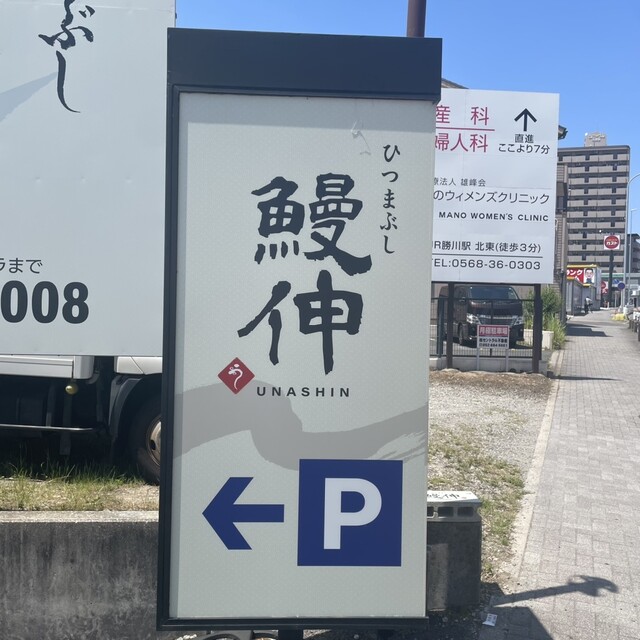 ぶし
ラまで
008
ひつまぶし
鰻伸
う
UNASHIN
P
産科
婦人科
直進
ここより7分
療法人 雄峰会
のウィメンズクリニック
MANO WOMEN'S CLINIC
JR勝川駅 北東(徒歩3分)
TEL:0568-36-0303